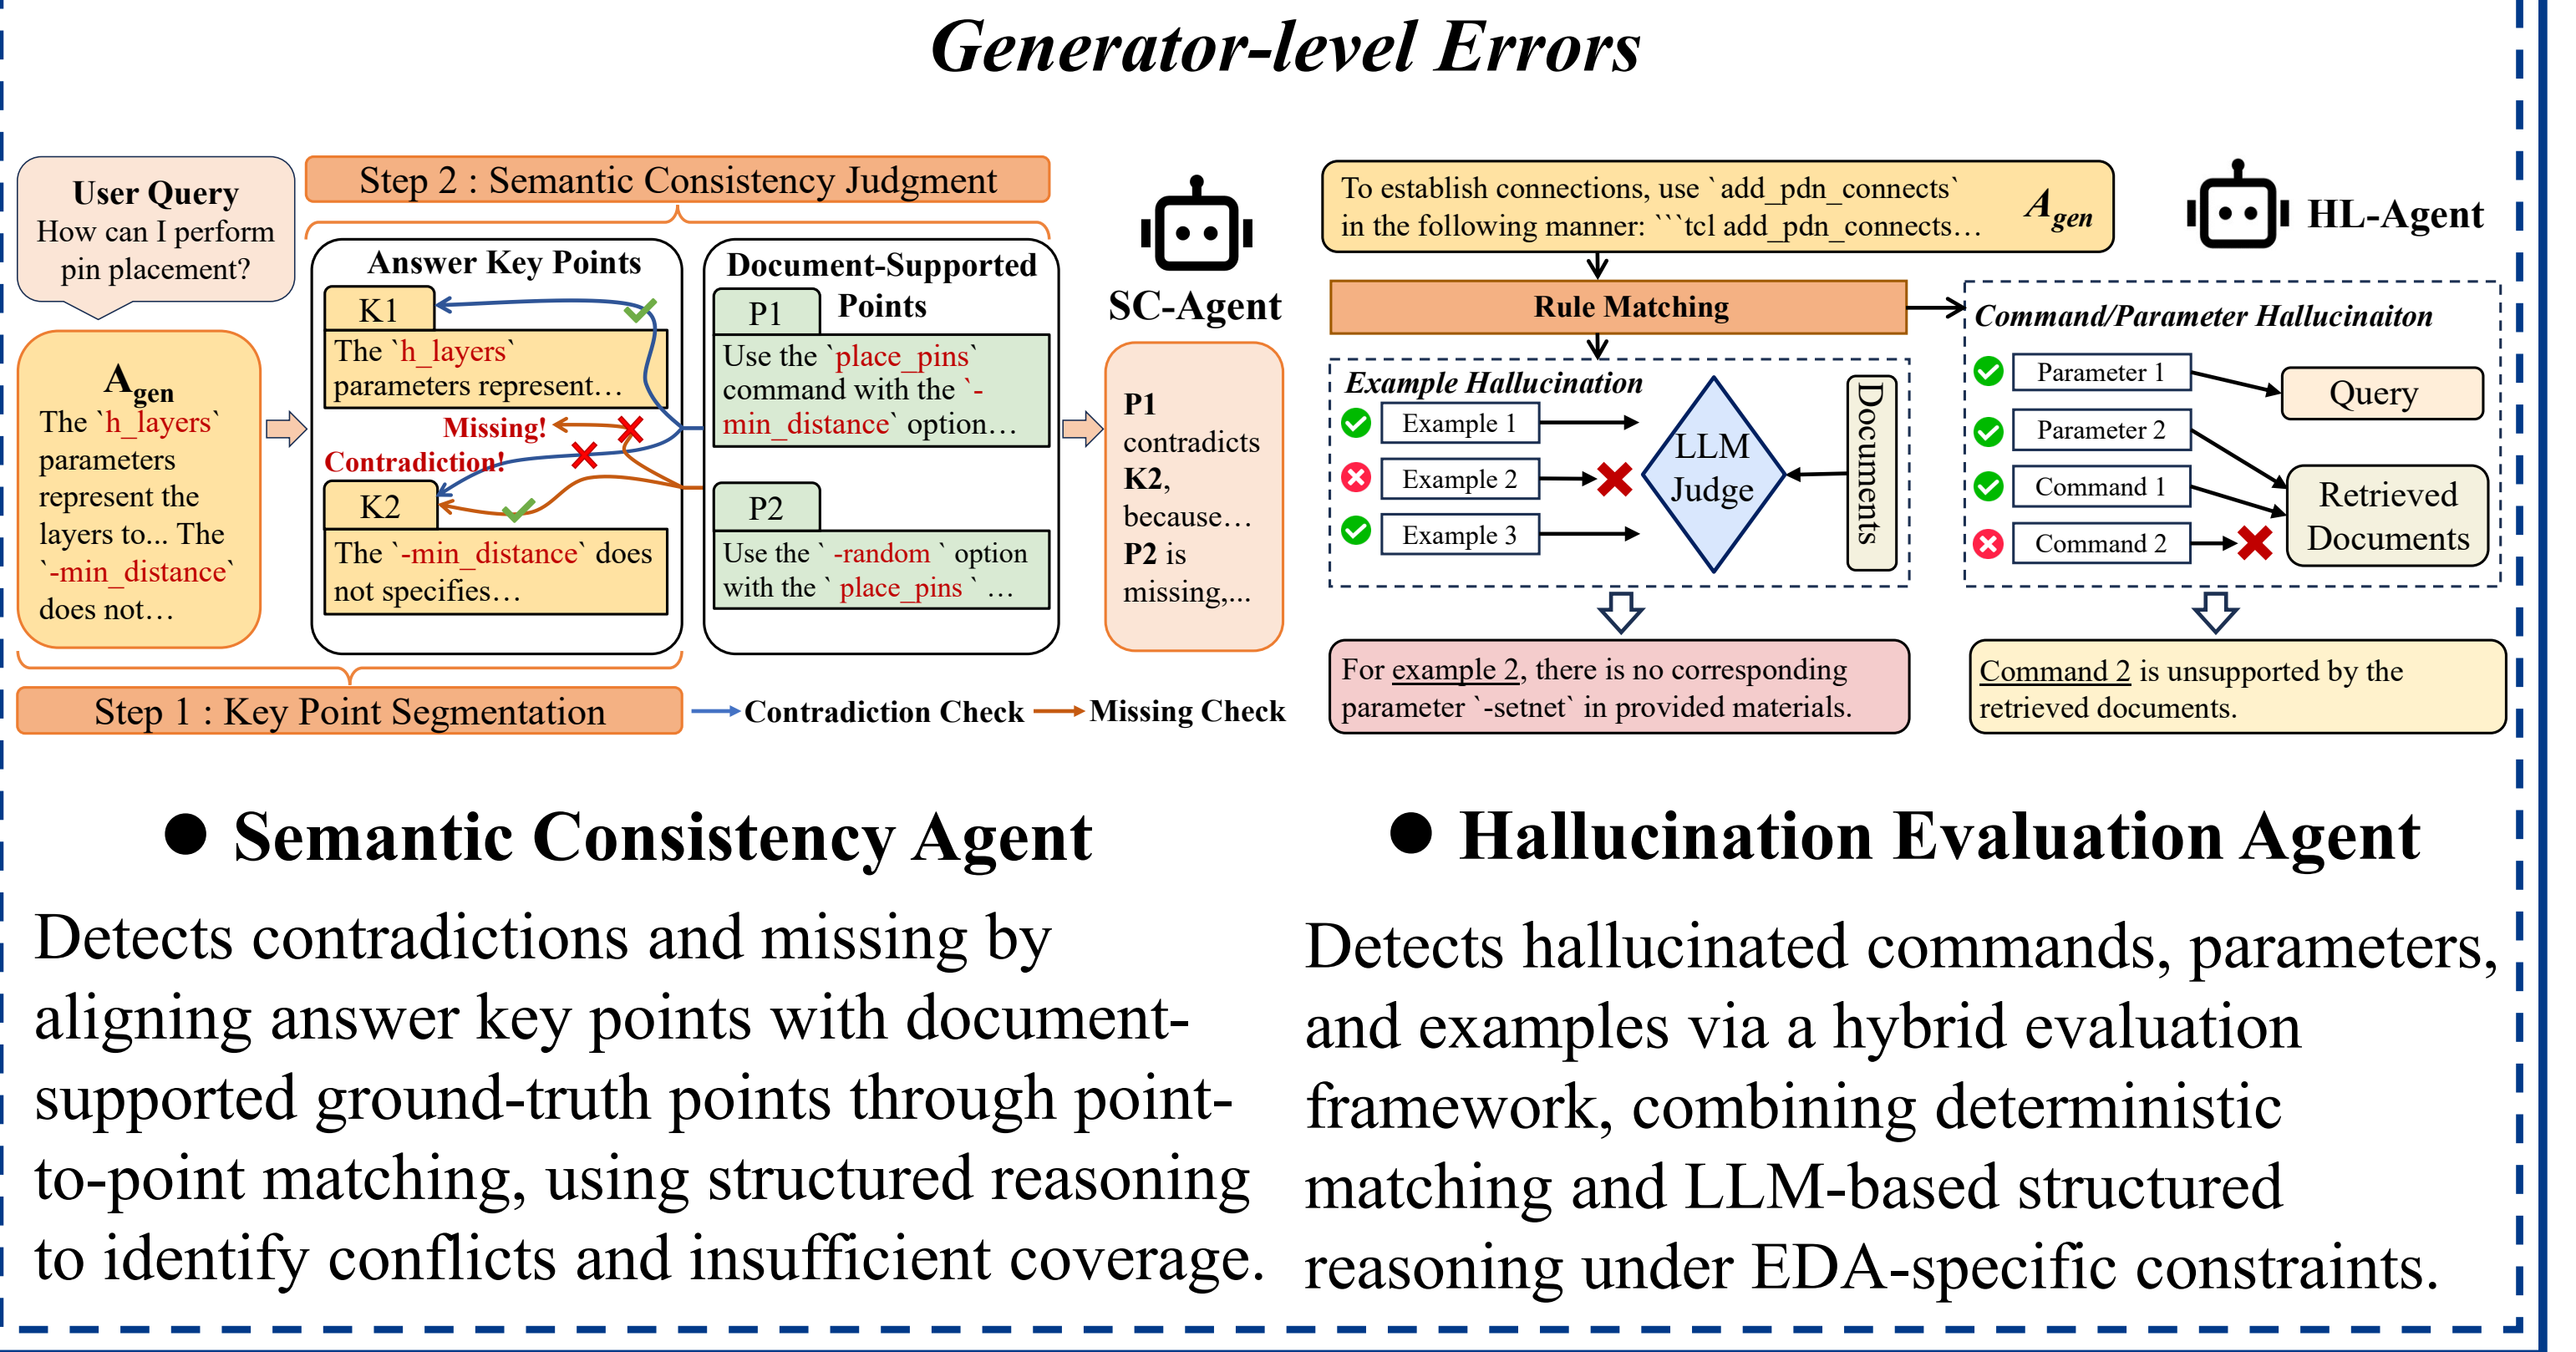 Generator-level Errors
User Query
How can I perform
pin placement?
A_gen
The `h_layers`
parameters
represent the
layers to... The
`-min_distance`
does not…
Step 2 : Semantic Consistency Judgment
Answer Key Points
K1
The `h_layers`
parameters represent…
Missing!
Contradiction!
K2
The `-min_distance` does
not specifies…
Document-Supported
Points
P1
Use the `place_pins`
command with the `-
min_distance` option…
P2
Use the ` -random ` option
with the ` place_pins ` …
SC-Agent
P1
contradicts
K2,
because…
P2 is
missing,...
Step 1 : Key Point Segmentation
Contradiction Check
Missing Check
To establish connections, use `add_pdn_connects`
in the following manner: ```tcl add_pdn_connects…
A_gen
HL-Agent
Rule Matching
Example Hallucination
Example 1
Example 2
Example 3
LLM
Judge
Documents
Command/Parameter Hallucinaiton
Parameter 1
Parameter 2
Command 1
Command 2
Query
Retrieved
Documents
For example 2, there is no corresponding
parameter `-setnet` in provided materials.
Command 2 is unsupported by the
retrieved documents.
● Semantic Consistency Agent
Detects contradictions and missing by
aligning answer key points with document-
supported ground-truth points through point-
to-point matching, using structured reasoning
to identify conflicts and insufficient coverage.
● Hallucination Evaluation Agent
Detects hallucinated commands, parameters,
and examples via a hybrid evaluation
framework, combining deterministic
matching and LLM-based structured
reasoning under EDA-specific constraints.